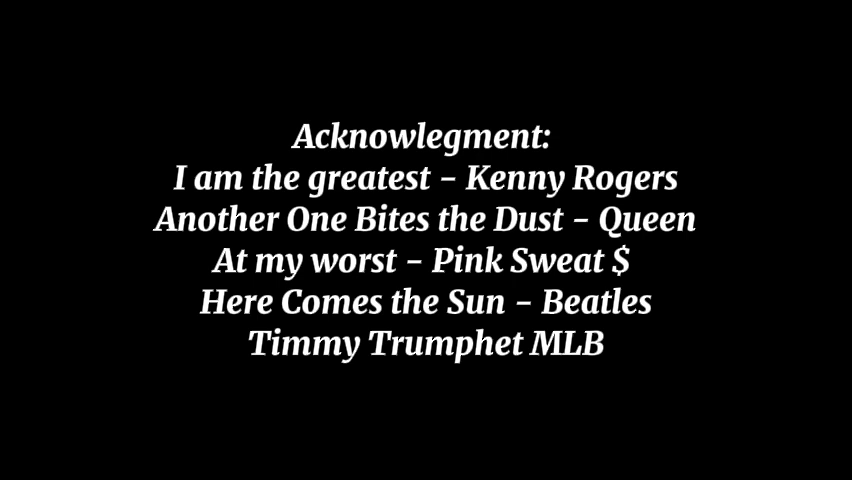 Acknowlegment:
I am the greatest - Kenny Rogers
Another One Bites the Dust - Queen
At my worst - Pink Sweat $
Here Comes the Sun - Beatles
Timmy Trumphet MLB